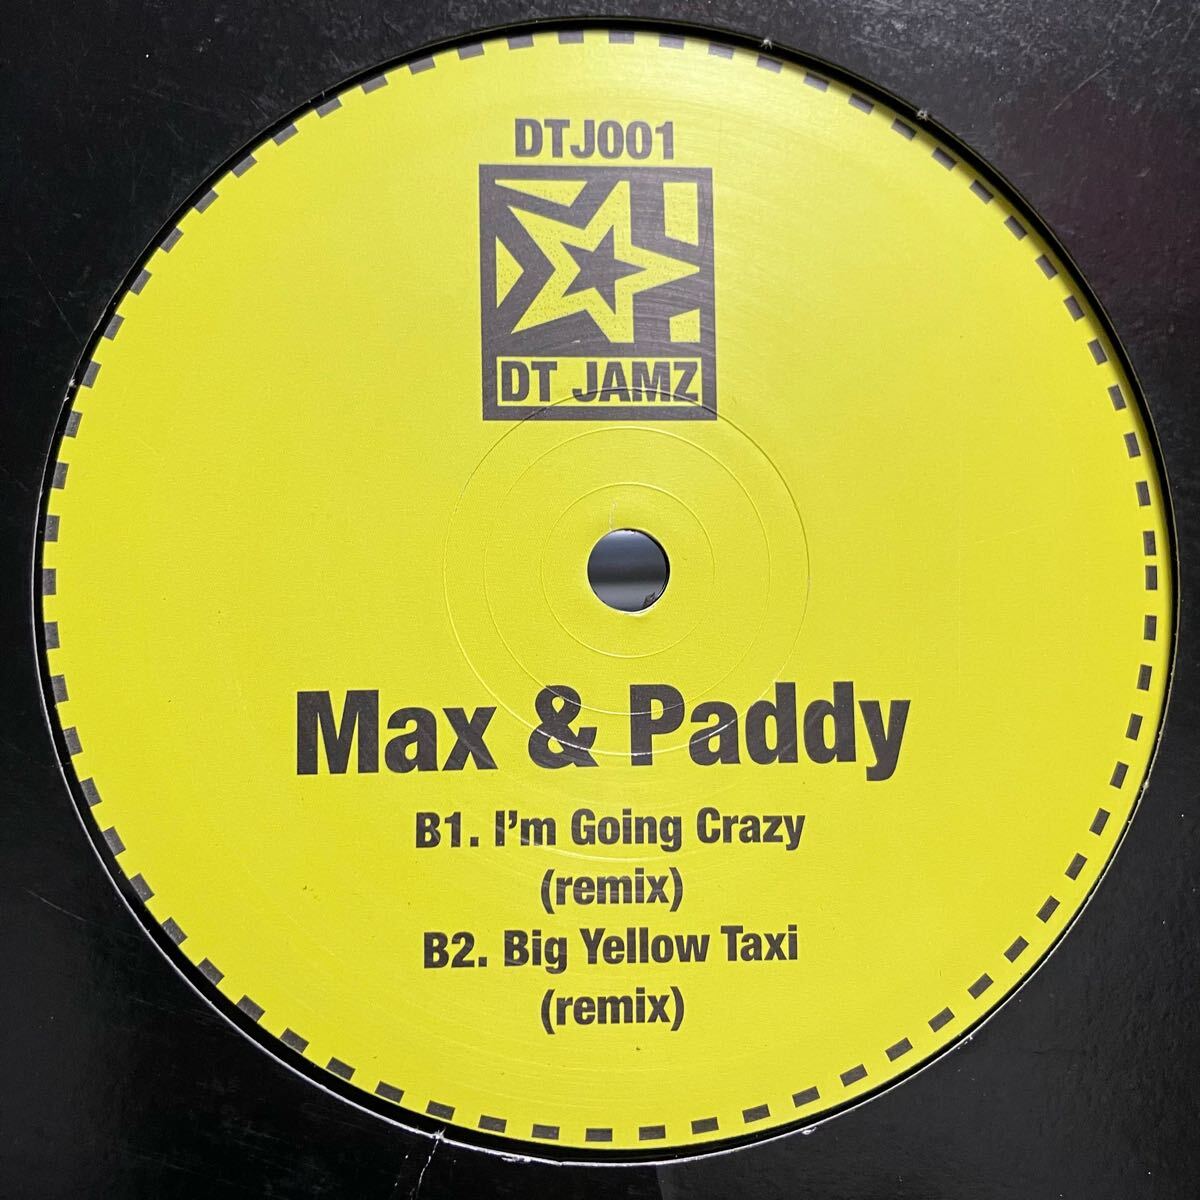 DTJ001
DT JAMZ
Max & Paddy
B1. I'm Going Crazy
(remix)
B2. Big Yellow Taxi
(remix)